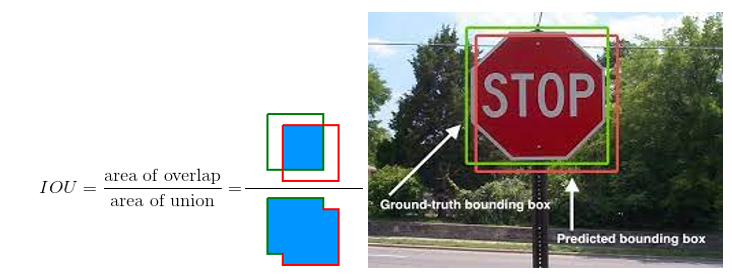 IOU = area of overlap / area of union =
STOP
Ground-truth bounding box
Predicted bounding box